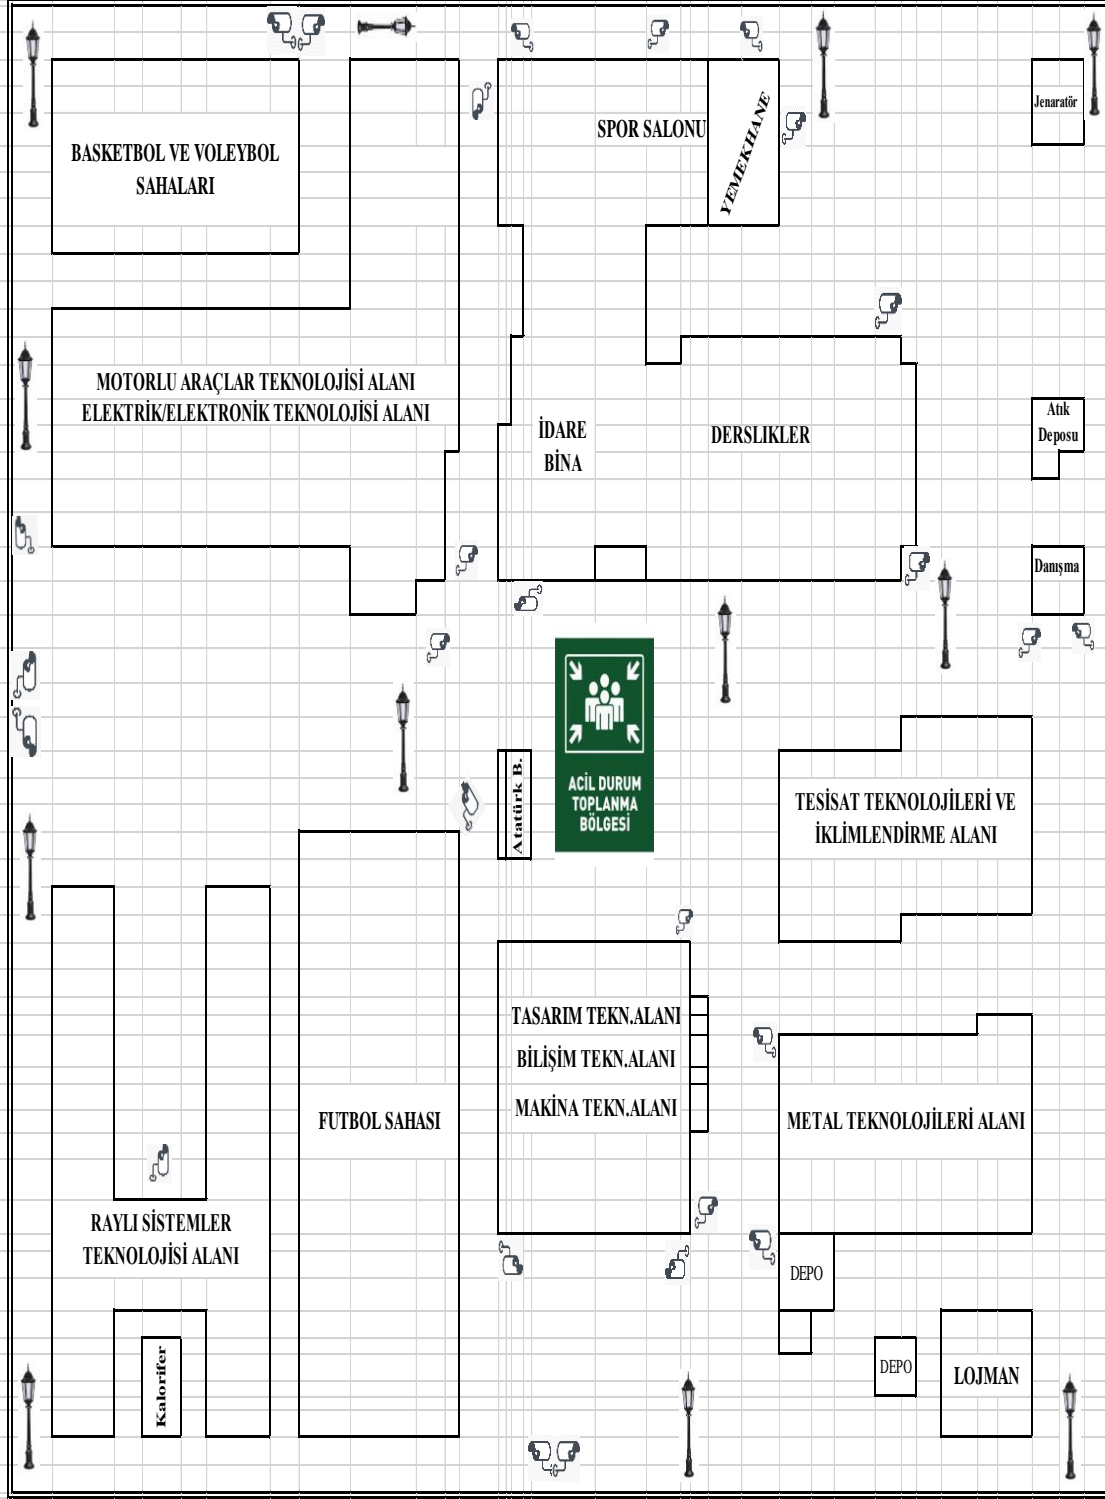 Jenaratör
SPOR SALONU
YEMEKHANE
BASKETBOL VE VOLEYBOL
SAHALARI
MOTORLU ARAÇLAR TEKNOLOJİSİ ALANI
ELEKTRİK/ELEKTRONİK TEKNOLOJİSİ ALANI
İDARE
BİNA
DERSLIKLER
Atık
Deposu
Danışma
ACİL DURUM
TOPLANMA
BÖLGESİ
Atatürk B.
TESİSAT TEKNOLOJİLERİ VE
İKLİMLENDİRME ALANI
TASARIM TEKN.ALANI
BİLİŞİM TEKN.ALANI
MAKİNA TEKN.ALANI
FUTBOL SAHASI
METAL TEKNOLOJİLERİ ALANI
RAYLI SİSTEMLER
TEKNOLOJİSİ ALANI
DEPO
Kalorifer
DEPO
LOJMAN